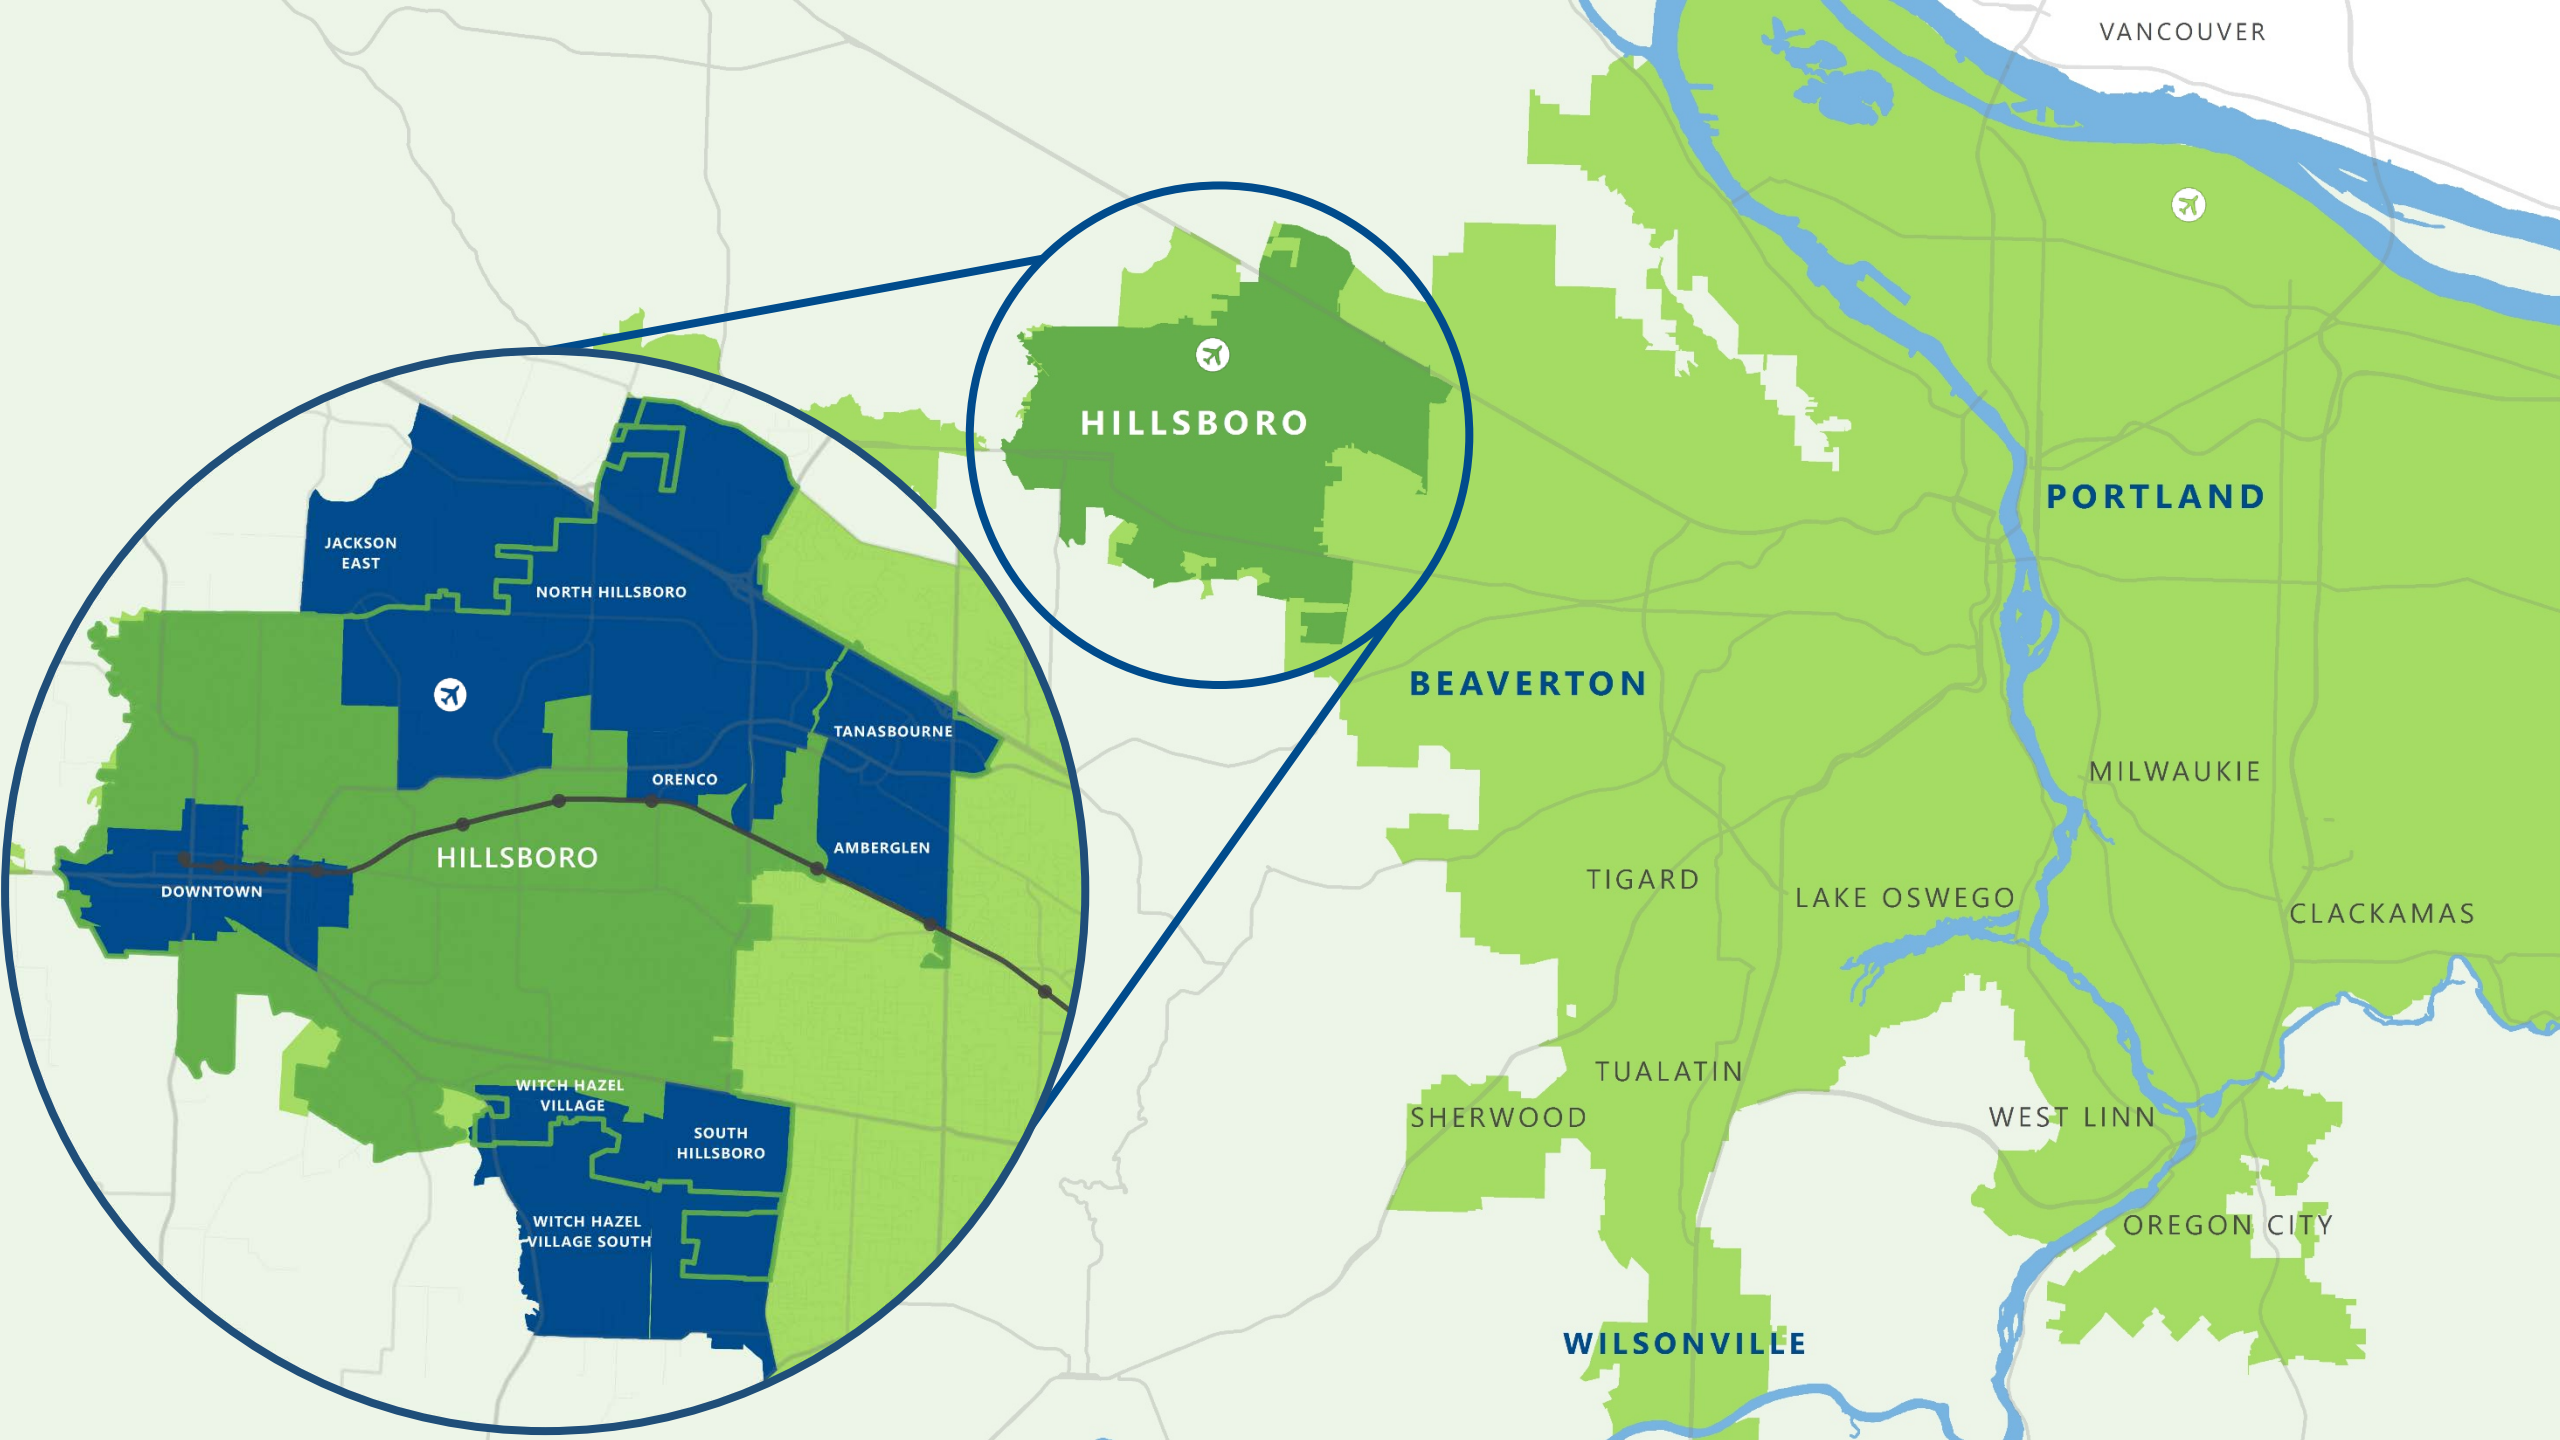 VANCOUVER
HILLSBORO
PORTLAND
JACKSON
EAST
NORTH HILLSBORO
BEAVERTON
TANASBOURNE
MILWAUKIE
ORENCO
AMBERGLEN
HILLSBORO
DOWNTOWN
TIGARD
LAKE OSWEGO
CLACKAMAS
TUALATIN
WITCH HAZEL
VILLAGE
SHERWOOD
WEST LINN
SOUTH
HILLSBORO
WITCH HAZEL
VILLAGE SOUTH
OREGON CITY
WILSONVILLE